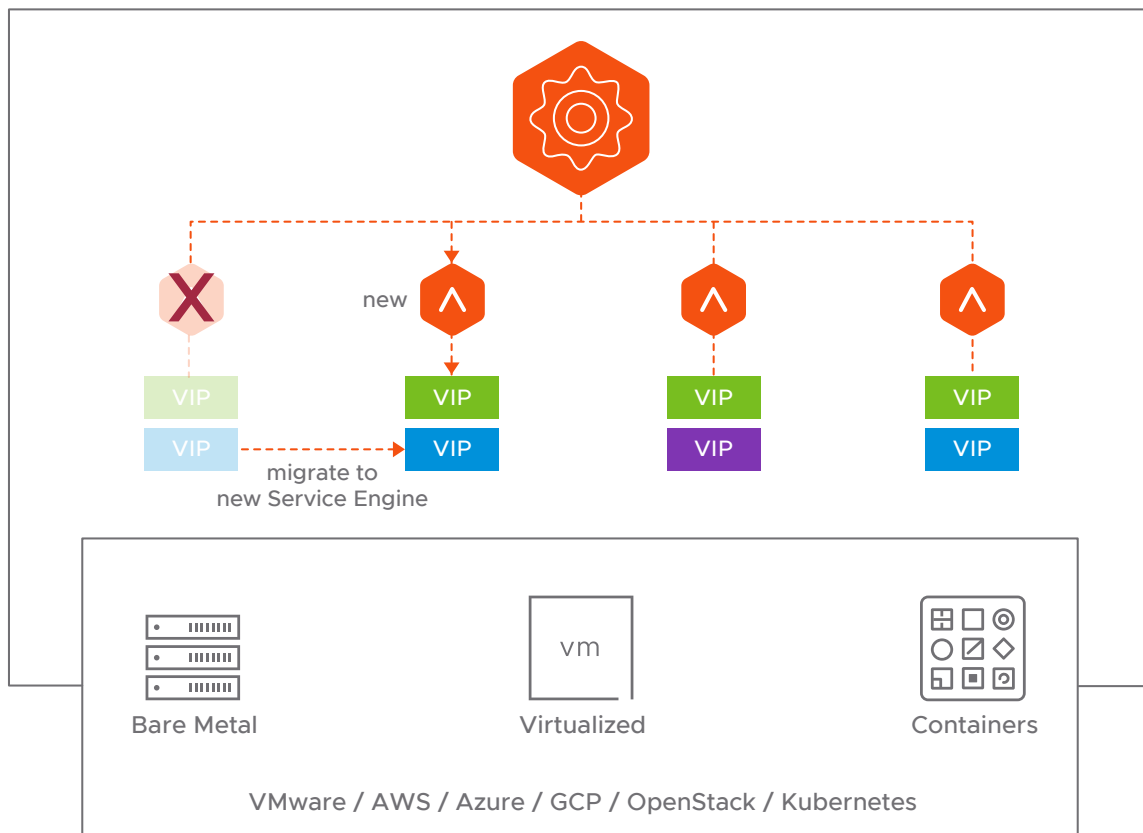 X
new
VIP
VIP
VIP
VIP
VIP
VIP
VIP
VIP
migrate to
new Service Engine
vm
Bare Metal
Virtualized
Containers
VMware / AWS / Azure / GCP / OpenStack / Kubernetes